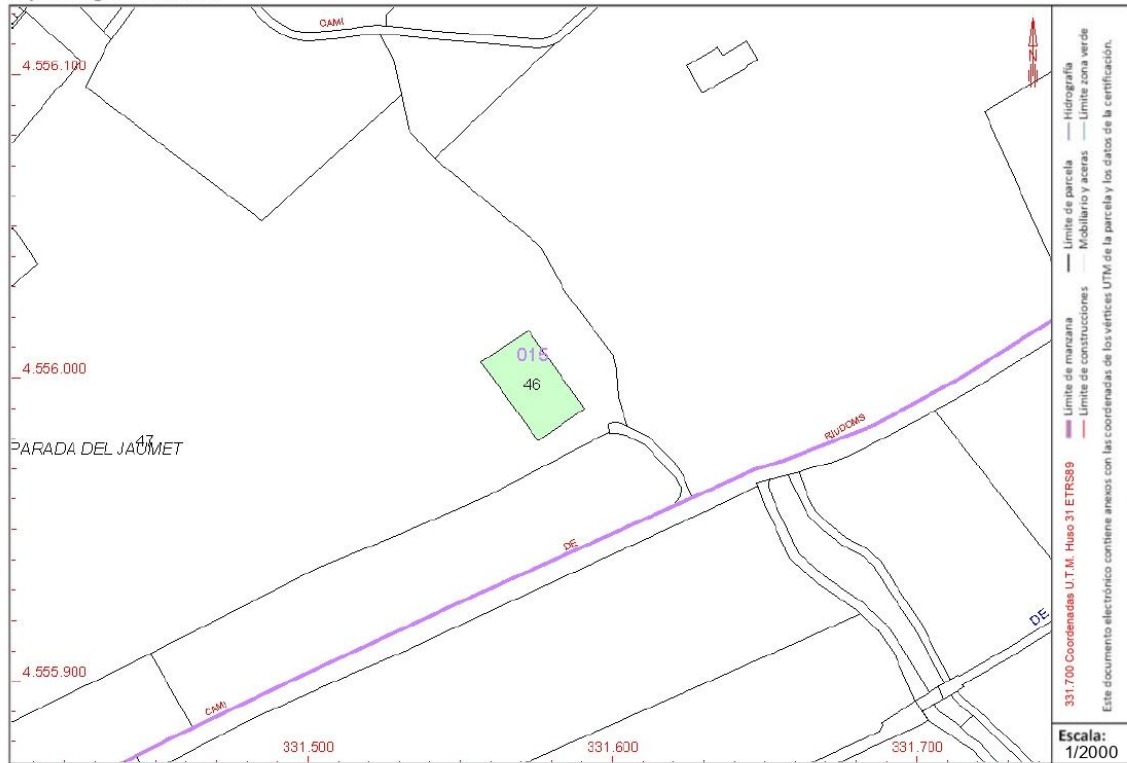 CAMI
N
4.556.100
015
4.556.000
46
RIUDOMS
47
PARADA DEL JAUMET
DE
DE
4.555.900
CAMI
331.500
331.600
331.700
331.700 Coordenadas U.T.M. Huso 31 ETRS89
Límite de manzana
Límite de parcela
Hidrografía
Límite de construcciones
Mobiliario y aceras
Límite zona verde
Este documento electrónico contiene anexos con las coordenadas de los vértices UTM de la parcela y los datos de la certificación.
Escala:
1/2000